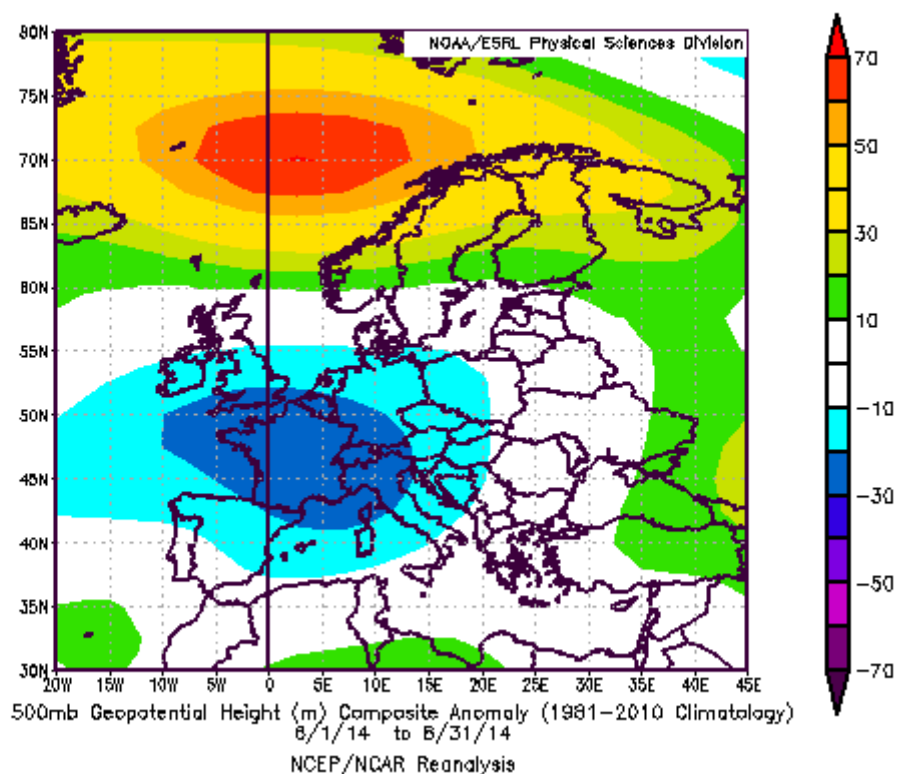 80N
NOAA/ESRL Physical Sciences Division
75N
70N
65N
60N
55N
50N
45N
40N
35N
30N
20W 15W 10W 5W 0 5E 10E 15E 20E 25E 30E 35E 40E 45E
70
50
30
10
-10
-30
-50
-70
500mb Geopotential Height (m) Composite Anomaly (1981-2010 Climatology)
8/1/14 to 8/31/14
NCEP/NCAR Reanalysis